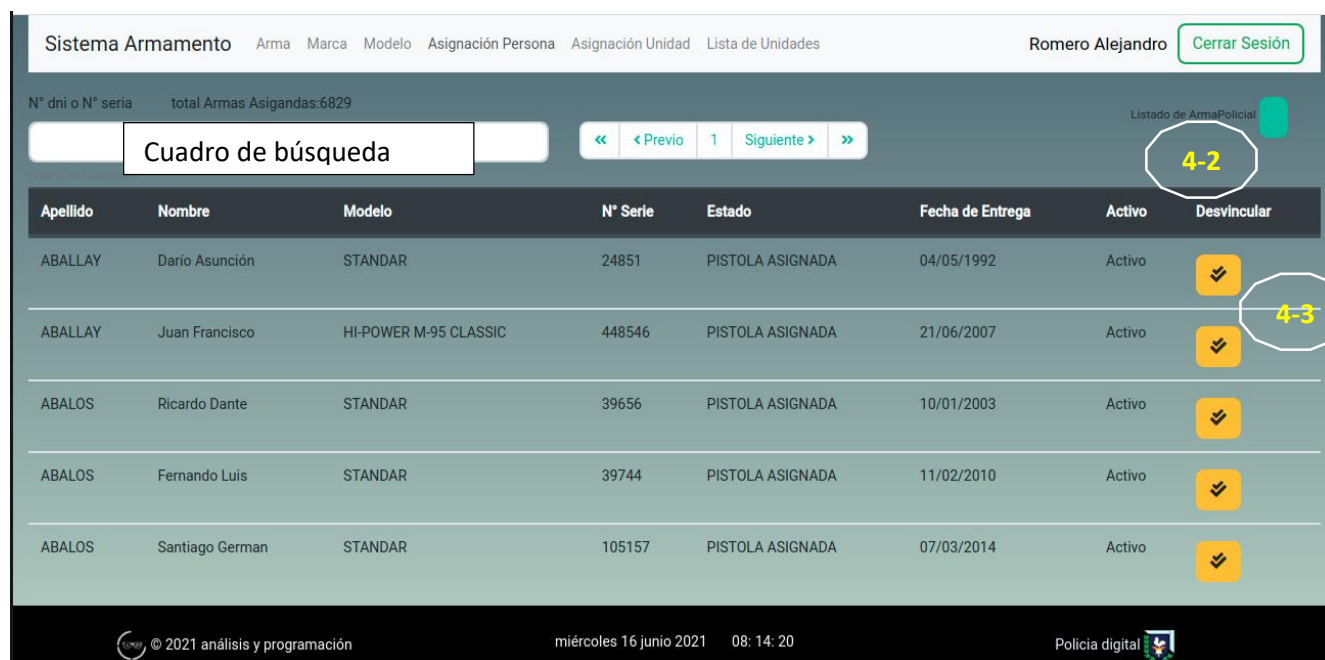 Sistema Armamento Arma Marca Modelo Asignación Persona Asignación Unidad Lista de Unidades Romero Alejandro Cerrar Sesión
N° dni o N° seria total Armas Asigandas:6829 Listado de ArmaPolicial
Cuadro de búsqueda « ‹ Previo 1 Siguiente › »
4-2
Apellido Nombre Modelo N° Serie Estado Fecha de Entrega Activo Desvincular
ABALLAY Darío Asunción STANDAR 24851 PISTOLA ASIGNADA 04/05/1992 Activo
4-3
ABALLAY Juan Francisco HI-POWER M-95 CLASSIC 448546 PISTOLA ASIGNADA 21/06/2007 Activo
ABALOS Ricardo Dante STANDAR 39656 PISTOLA ASIGNADA 10/01/2003 Activo
ABALOS Fernando Luis STANDAR 39744 PISTOLA ASIGNADA 11/02/2010 Activo
ABALOS Santiago German STANDAR 105157 PISTOLA ASIGNADA 07/03/2014 Activo
© 2021 análisis y programación miércoles 16 junio 2021 08: 14: 20 Policia digital